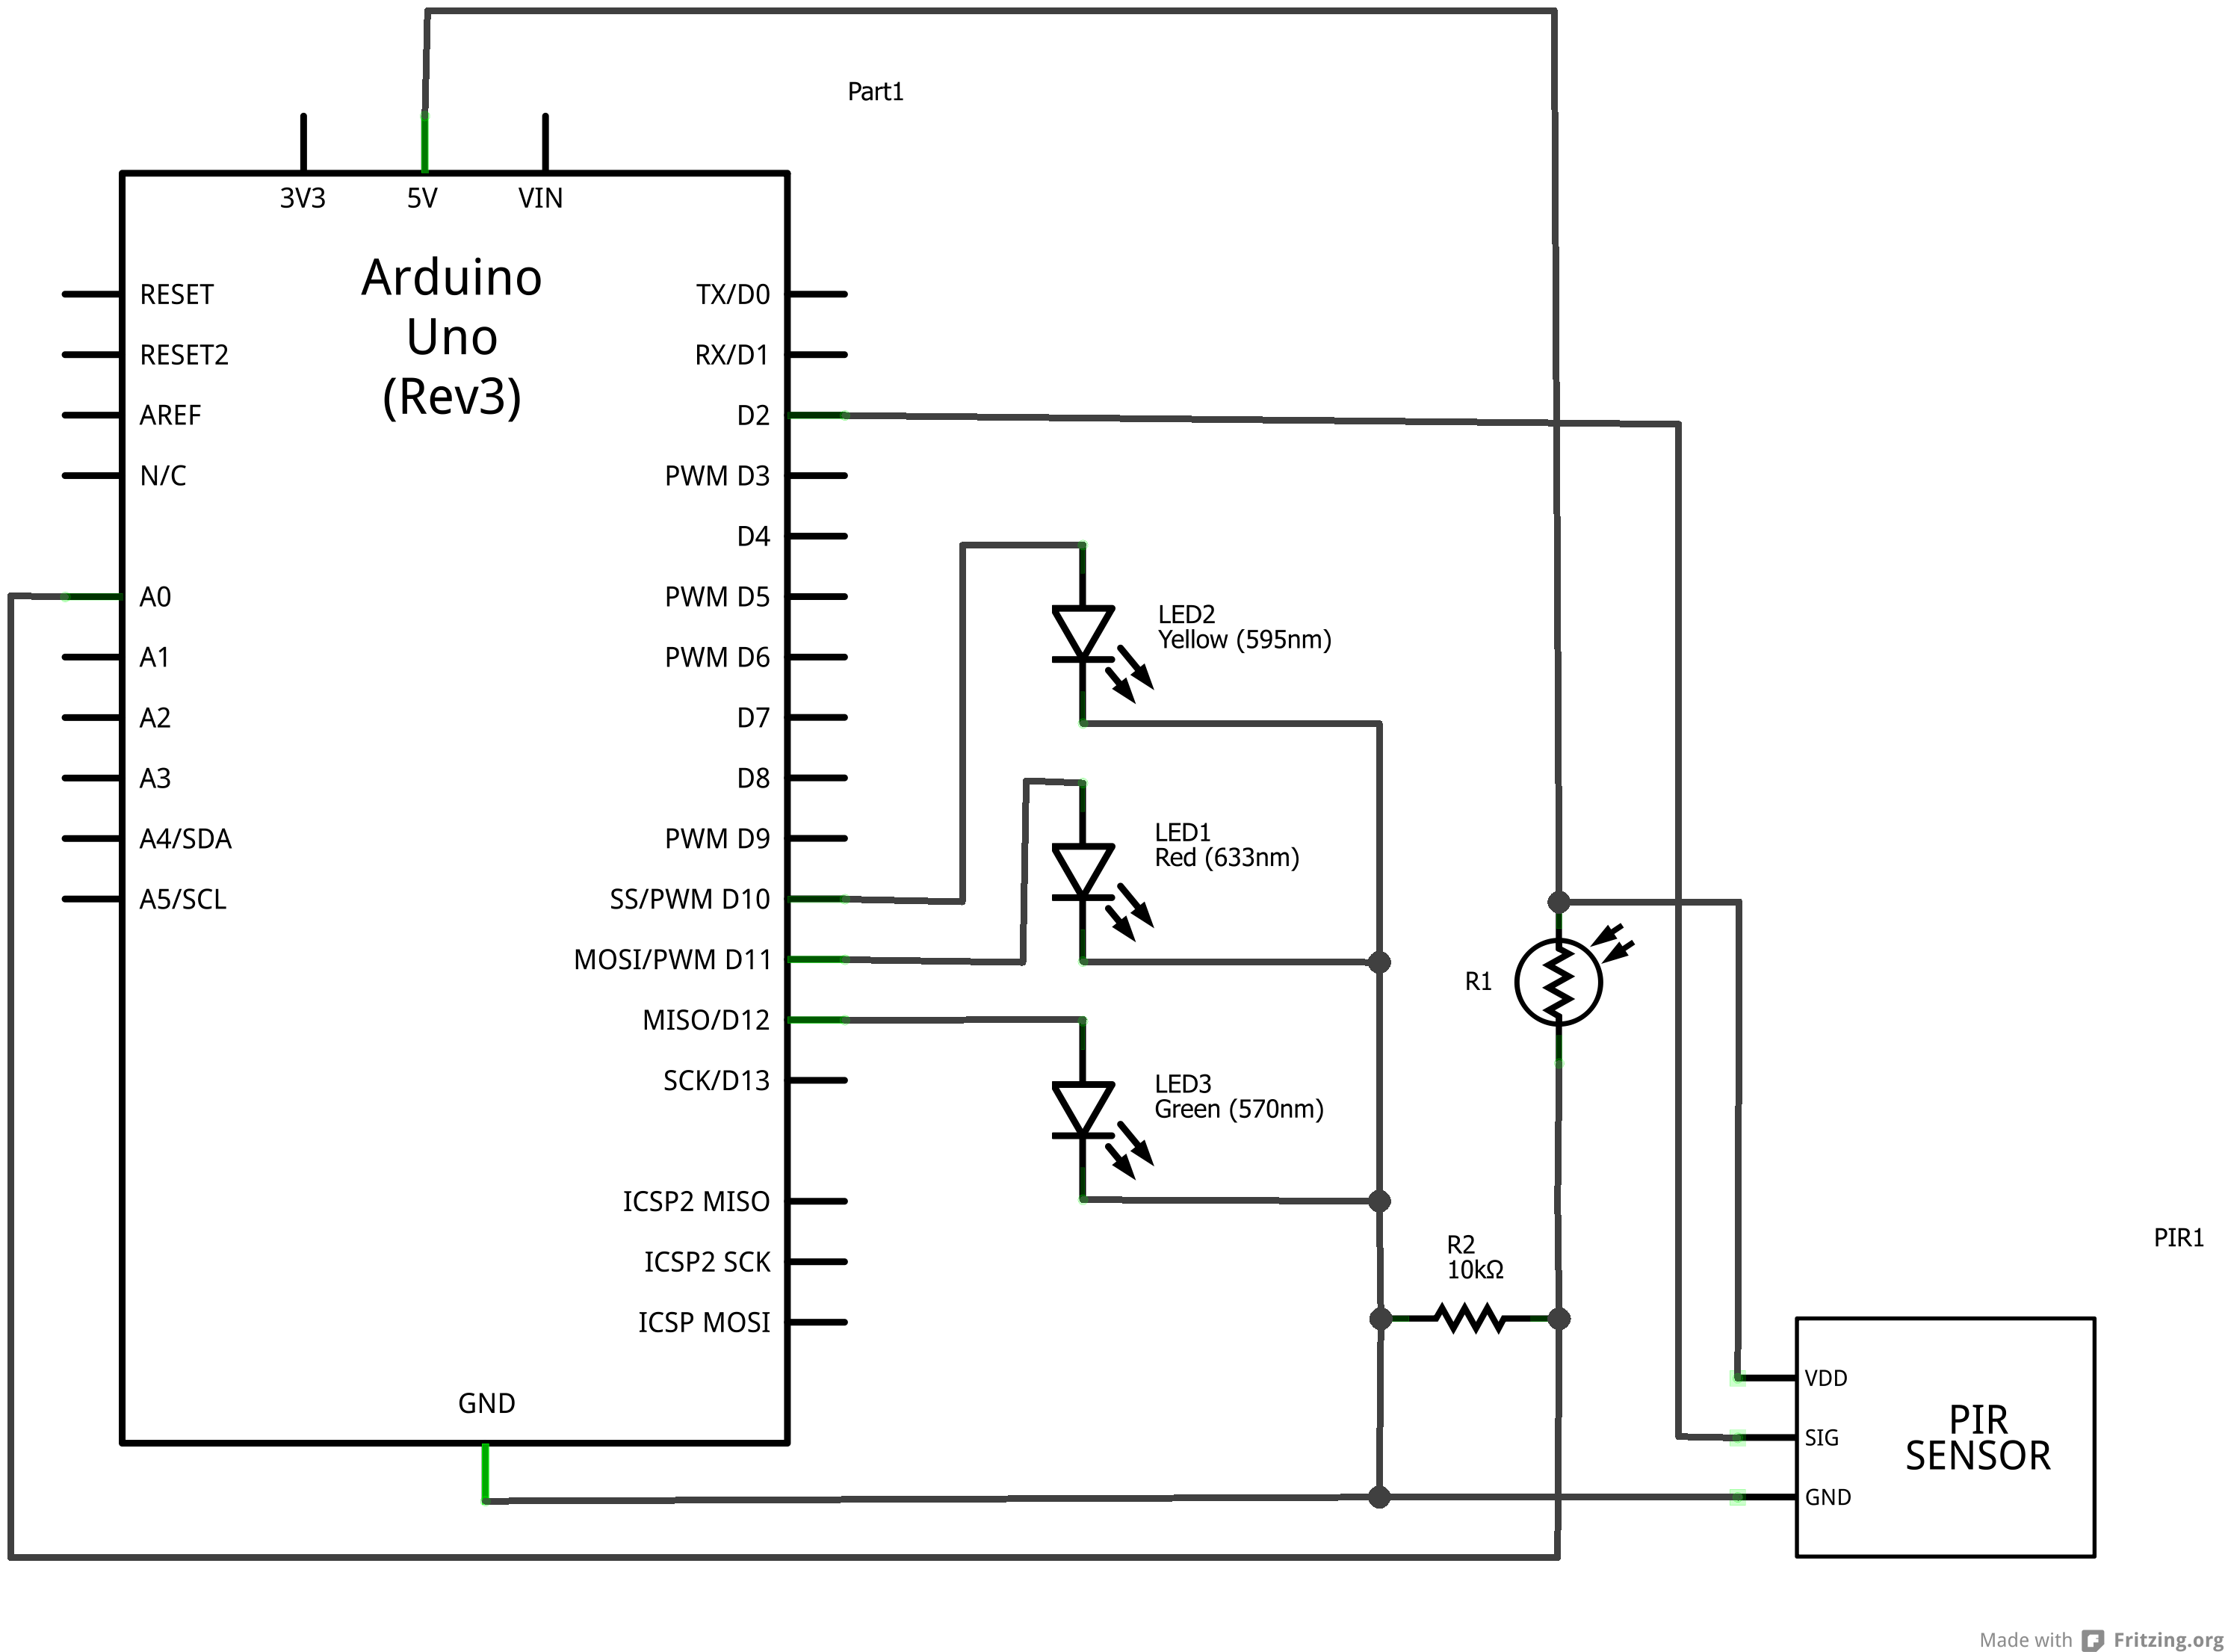 Part1
3V3 5V VIN
Arduino
Uno
(Rev3)
RESET
RESET2
AREF
N/C
A0
A1
A2
A3
A4/SDA
A5/SCL
TX/D0
RX/D1
D2
PWM D3
D4
PWM D5
PWM D6
D7
D8
PWM D9
SS/PWM D10
MOSI/PWM D11
MISO/D12
SCK/D13
ICSP2 MISO
ICSP2 SCK
ICSP MOSI
GND
LED2
Yellow (595nm)
LED1
Red (633nm)
LED3
Green (570nm)
R1
R2
10kΩ
PIR1
VDD
SIG
GND
PIR
SENSOR
Made with Fritzing.org